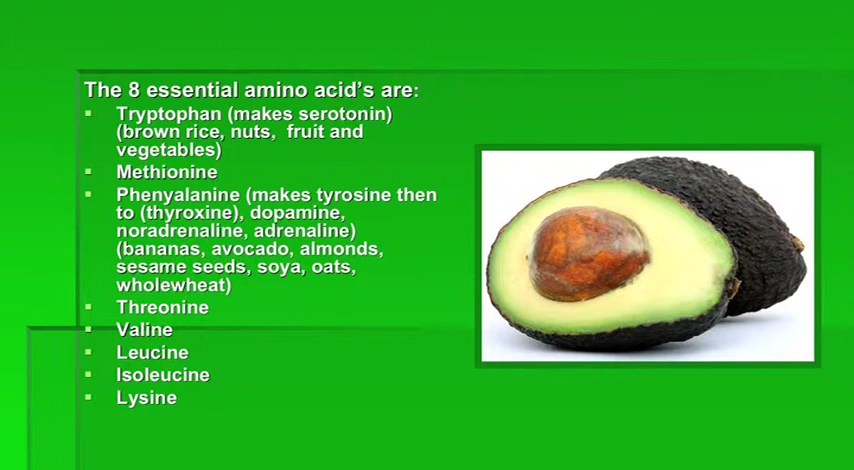 The 8 essential amino acid's are:
Tryptophan (makes serotonin)
(brown rice, nuts, fruit and
vegetables)
Methionine
Phenyalanine (makes tyrosine then
to (thyroxine), dopamine,
noradrenaline, adrenaline)
(bananas, avocado, almonds,
sesame seeds, soya, oats,
wholewheat)
Threonine
Valine
Leucine
Isoleucine
Lysine